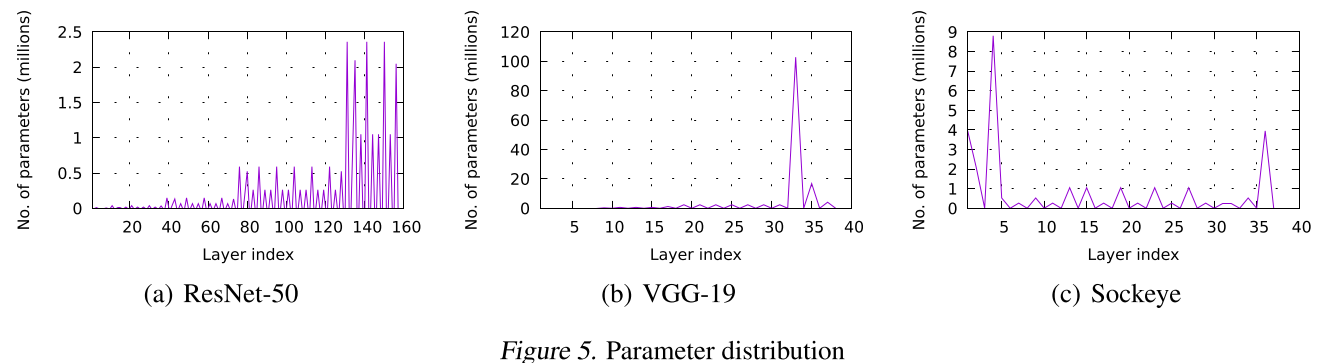 No. of parameters (millions)
2.5
2
1.5
1
0.5
0
20 40 60 80 100 120 140 160
Layer index
(a) ResNet-50
No. of parameters (millions)
120
100
80
60
40
20
0
5 10 15 20 25 30 35 40
Layer index
(b) VGG-19
No. of parameters (millions)
9
8
7
6
5
4
3
2
1
0
5 10 15 20 25 30 35 40
Layer index
(c) Sockeye
Figure 5. Parameter distribution